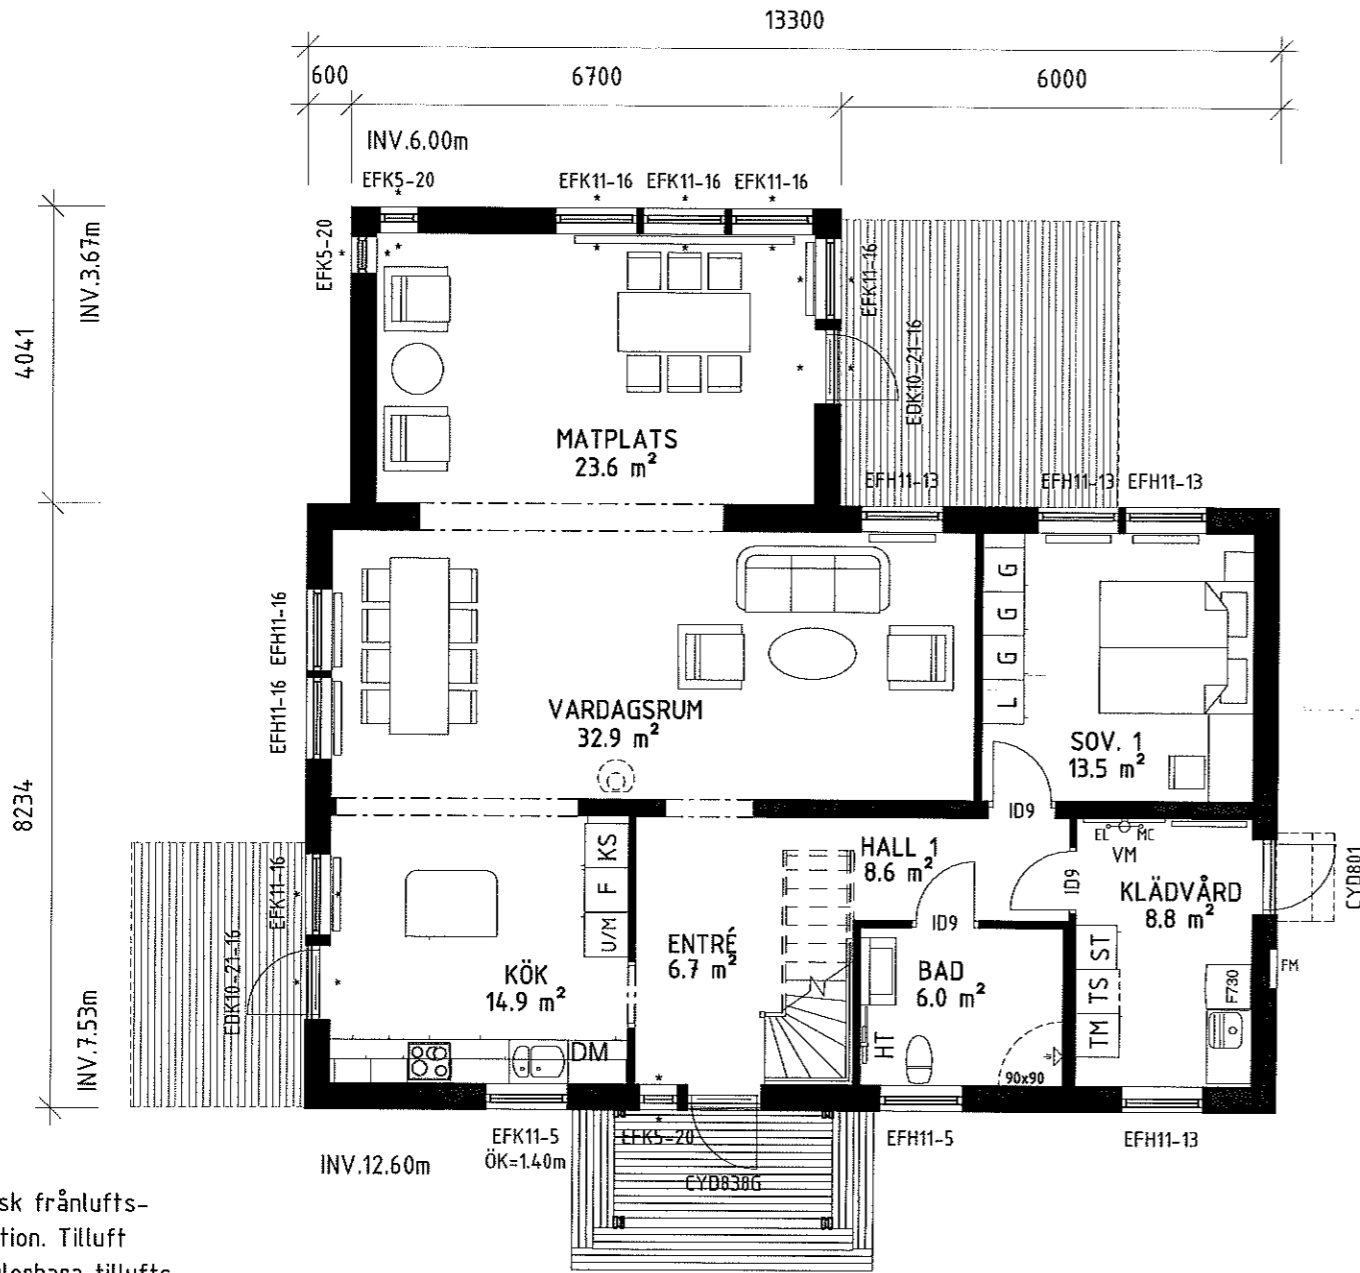 13300
600
6700
6000
INV.6.00m
EFK5-20
EFK11-16
EFK11-16
EFK11-16
4041
INV.3.67m
EFK5-20
EFK11-16
EDK10-21-16
MATPLATS
23.6 m²
EFH11-13
EFH11-13
EFH11-13
EFH11-16
EFH11-16
VARDAGSRUM
32.9 m²
L G G G
SOV. 1
13.5 m²
8234
INV.7.53m
ID9
EL
MC
VM
HALL 1
8.6 m²
ID9
KLÄDVÅRD
8.8 m²
CYD801
EFK11-16
EDK10-21-16
KS
F
U/M
ENTRÉ
6.7 m²
ID9
BAD
6.0 m²
KÖK
14.9 m²
TM TS ST
F730
FM
HT
90x90
DM
EFK11-5
ÖK=1.40m
EFK5-20
EFH11-5
EFH11-13
INV.12.60m
CYD838G
sk frånlufts-
tion. Tilluft